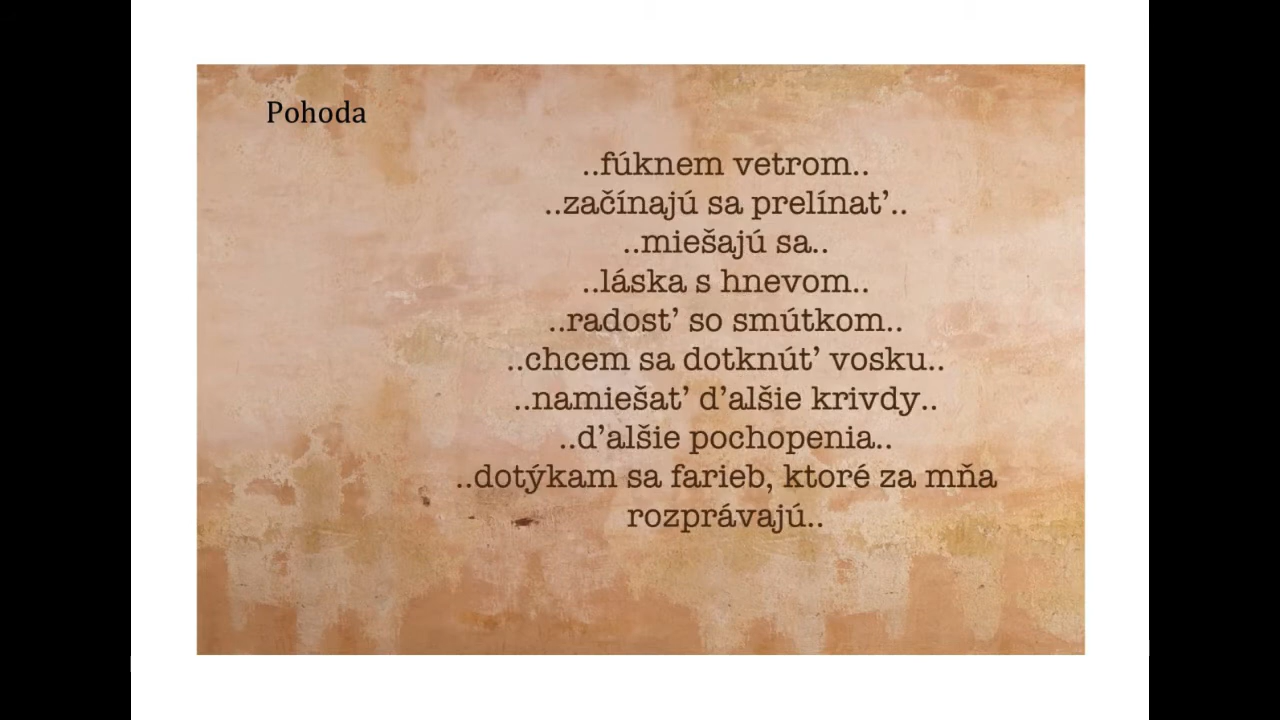 Pohoda
..fúknem vetrom..
..začínajú sa prelínať..
..miešajú sa..
..láska s hnevom..
..radosť so smútkom..
..chcem sa dotknúť vosku..
..namiešať ďalšie krivdy..
..ďalšie pochopenia..
..dotýkam sa farieb, ktoré za mňa
rozprávajú..